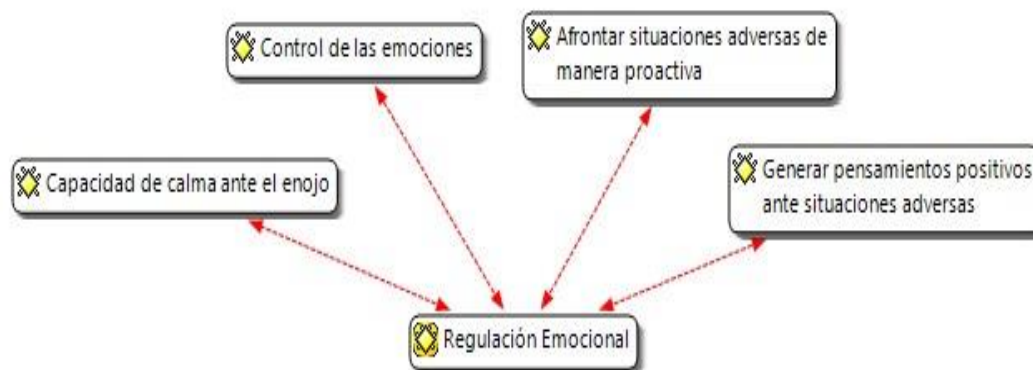 Control de las emociones
Afrontar situaciones adversas de
manera proactiva
Capacidad de calma ante el enojo
Generar pensamientos positivos
ante situaciones adversas
Regulación Emocional